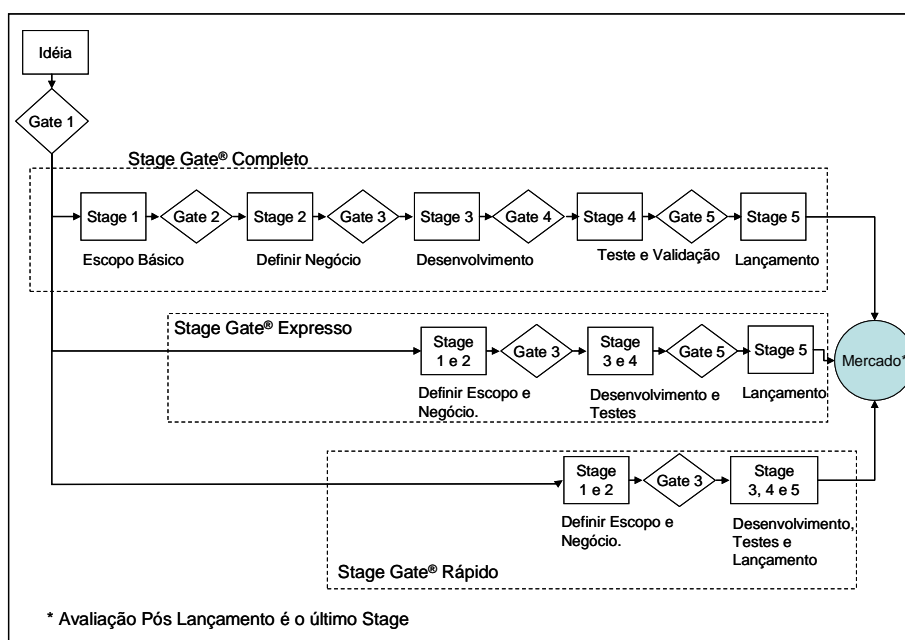 Idéia
Gate 1
Stage Gate® Completo
Stage 1
Gate 2
Stage 2
Gate 3
Stage 3
Gate 4
Stage 4
Gate 5
Stage 5
Escopo Básico
Definir Negócio
Desenvolvimento
Teste e Validação
Lançamento
Stage Gate® Expresso
Stage
1 e 2
Gate 3
Stage
3 e 4
Gate 5
Stage 5
Definir Escopo e
Negócio.
Desenvolvimento e
Testes
Lançamento
Mercado*
Stage
1 e 2
Gate 3
Stage
3, 4 e 5
Definir Escopo e
Negócio.
Desenvolvimento,
Testes e
Lançamento
Stage Gate® Rápido
* Avaliação Pós Lançamento é o último Stage